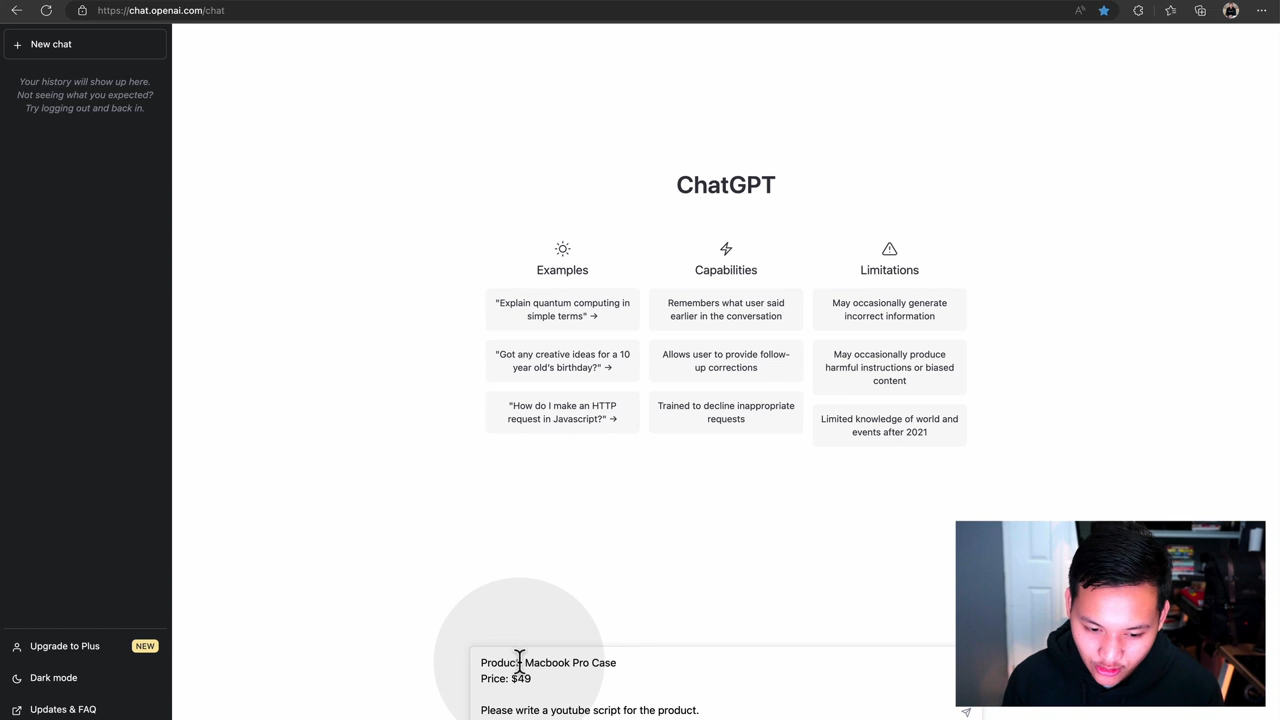 https://chat.openai.com/chat
New chat
Your history will show up here.
Not seeing what you expected?
Try logging out and back in.
ChatGPT
Examples
"Explain quantum computing in
simple terms" →
"Got any creative ideas for a 10
year old's birthday?" →
"How do I make an HTTP
request in Javascript?" →
Capabilities
Remembers what user said
earlier in the conversation
Allows user to provide follow-
up corrections
Trained to decline inappropriate
requests
Limitations
May occasionally generate
incorrect information
May occasionally produce
harmful instructions or biased
content
Limited knowledge of world and
events after 2021
Upgrade to Plus
NEW
Dark mode
Updates & FAQ
Product: Macbook Pro Case
Price: $49
Please write a youtube script for the product.